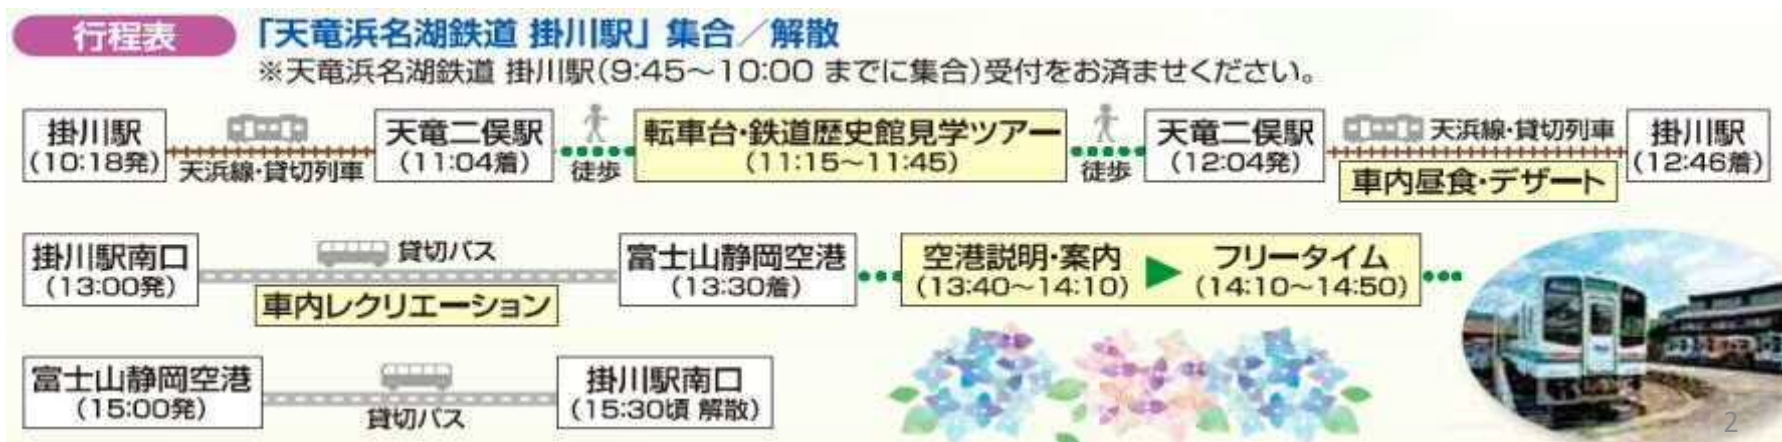 行程表 「天竜浜名湖鉄道 掛川駅」集合／解散
※天竜浜名湖鉄道 掛川駅(9:45～10:00 までに集合)受付をお済ませください。
掛川駅
(10:18発)
天浜線・貸切列車
天竜二俣駅
(11:04着)
徒歩
転車台・鉄道歴史館見学ツアー
(11:15～11:45)
徒歩
天竜二俣駅
(12:04発)
天浜線・貸切列車
車内昼食・デザート
掛川駅
(12:46着)
掛川駅南口
(13:00発)
貸切バス
車内レクリエーション
富士山静岡空港
(13:30着)
空港説明・案内
(13:40～14:10)
フリータイム
(14:10～14:50)
富士山静岡空港
(15:00発)
貸切バス
掛川駅南口
(15:30頃 解散)
2